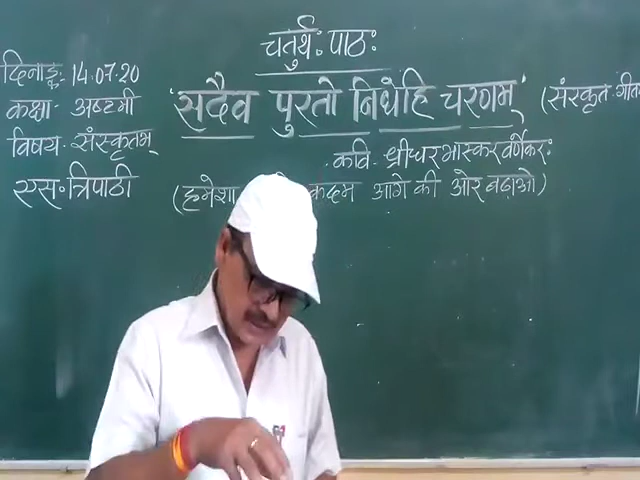 चतुर्थः पाठः
दिनाङ्कः 14.07.20
'सदैव पुरतो निधेहि चरणम्' (संस्कृत-गीत
कक्षा- अष्टमी
विषय- संस्कृतम्
कवि- श्रीधरभास्कर वर्णेकरः
एस. त्रिपाठी
(हमेशा कदम आगे की ओर बढ़ाओ)